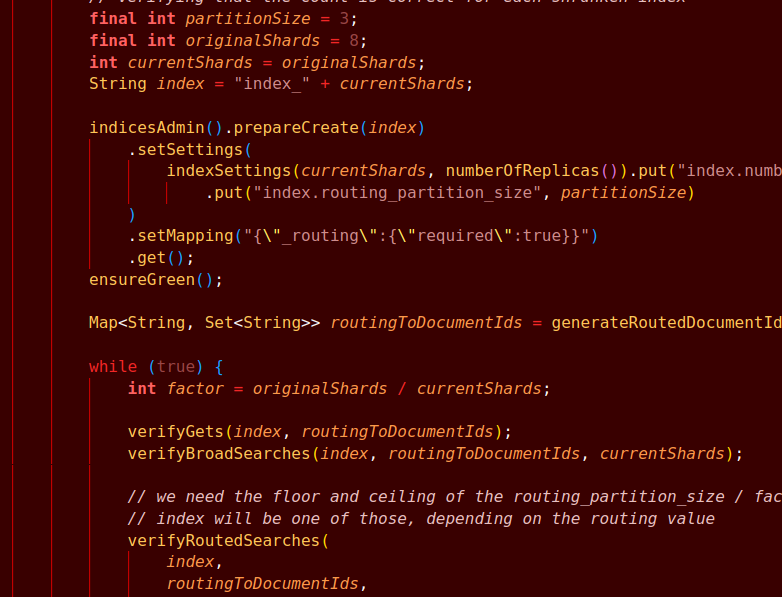 // verifying that the count is correct for each shrunken index
final int partitionSize = 3;
final int originalShards = 8;
int currentShards = originalShards;
String index = "index_" + currentShards;
indicesAdmin().prepareCreate(index)
.setSettings(
indexSettings(currentShards, numberOfReplicas()).put("index.numb
.put("index.routing_partition_size", partitionSize)
)
.setMapping("{\"_routing\":{\"required\":true}}")
.get();
ensureGreen();
Map<String, Set<String>> routingToDocumentIds = generateRoutedDocumentId
while (true) {
int factor = originalShards / currentShards;
verifyGets(index, routingToDocumentIds);
verifyBroadSearches(index, routingToDocumentIds, currentShards);
// we need the floor and ceiling of the routing_partition_size / fac
// index will be one of those, depending on the routing value
verifyRoutedSearches(
index,
routingToDocumentIds,